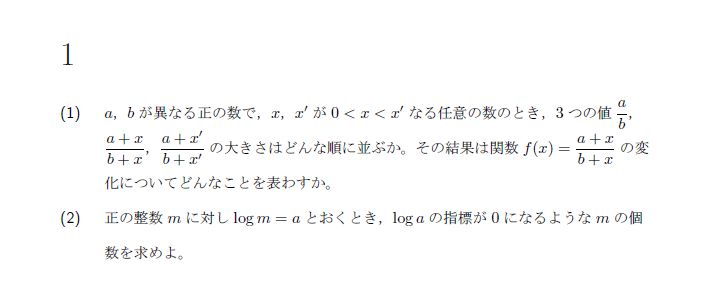 1
(1) a, b が異なる正の数で，x, x′ が 0 < x < x′ なる任意の数のとき，3 つの値 a/b，
(a + x)/(b + x)，(a + x′)/(b + x′) の大きさはどんな順に並ぶか。その結果は関数 f(x) = (a + x)/(b + x) の変
化についてどんなことを表わすか。
(2) 正の整数 m に対し log m = a とおくとき，log a の指標が 0 になるような m の個
数を求めよ。